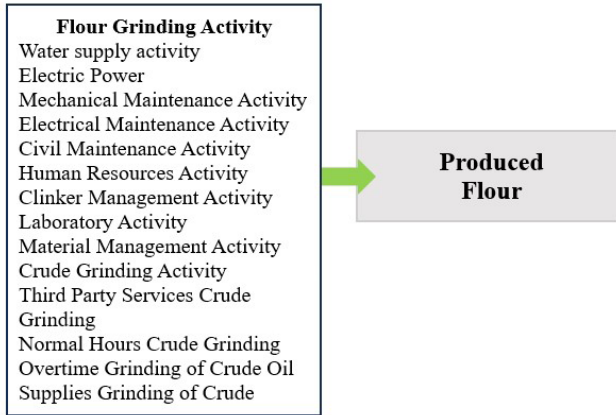 Flour Grinding Activity
Water supply activity
Electric Power
Mechanical Maintenance Activity
Electrical Maintenance Activity
Civil Maintenance Activity
Human Resources Activity
Clinker Management Activity
Laboratory Activity
Material Management Activity
Crude Grinding Activity
Third Party Services Crude
Grinding
Normal Hours Crude Grinding
Overtime Grinding of Crude Oil
Supplies Grinding of Crude
Produced
Flour